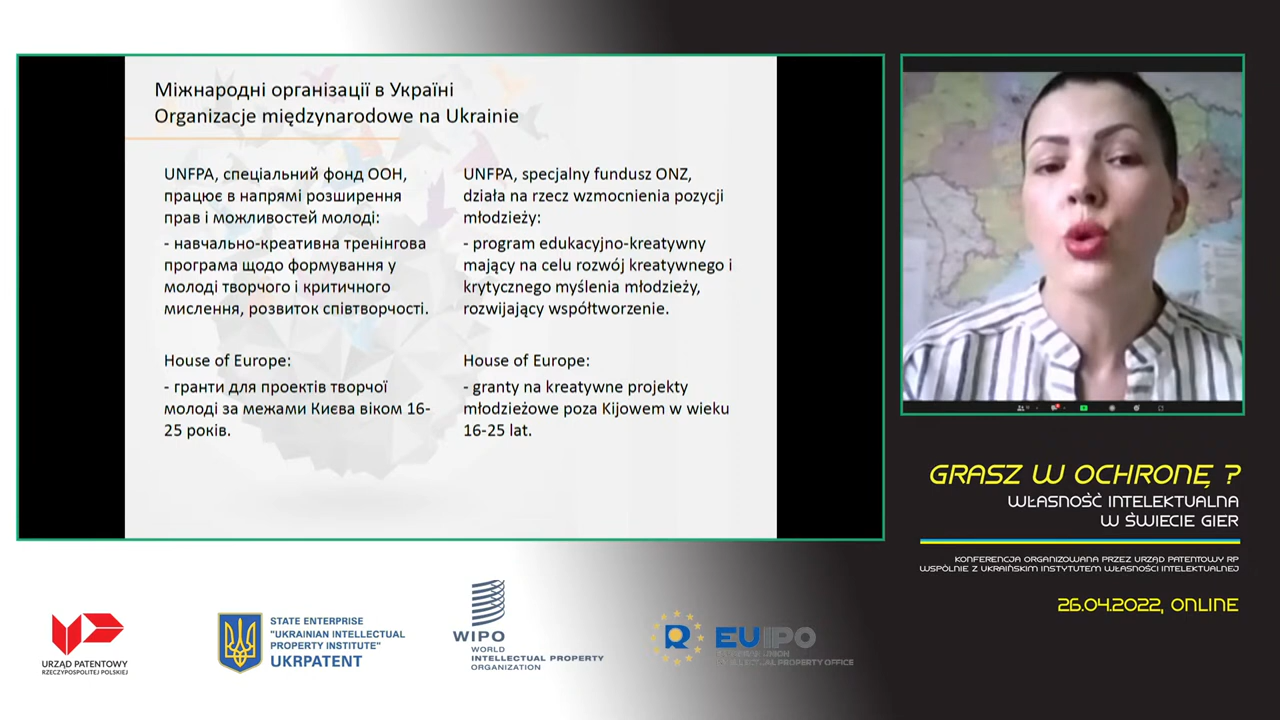 Міжнародні організації в Україні
Organizacje międzynarodowe na Ukrainie
UNFPA, спеціальний фонд ООН,
працює в напрямі розширення
прав і можливостей молоді:
- навчально-креативна тренінгова
програма щодо формування у
молоді творчого і критичного
мислення, розвиток співтворчості.
House of Europe:
- гранти для проектів творчої
молоді за межами Києва віком 16-
25 років.
UNFPA, specjalny fundusz ONZ,
działa na rzecz wzmocnienia pozycji
młodzieży:
- program edukacyjno-kreatywny
mający na celu rozwój kreatywnego i
krytycznego myślenia młodzieży,
rozwijający współtworzenie.
House of Europe:
- granty na kreatywne projekty
młodzieżowe poza Kijowem w wieku
16-25 lat.
GRASZ W OCHRONĘ ?
WŁASNOŚĆ INTELEKTUALNA
W ŚWIECIE GIER
KONFERENCJA ORGANIZOWANA PRZEZ URZĄD PATENTOWY RP
WSPÓLNIE Z UKRAIŃSKIM INSTYTUTEM WŁASNOŚCI INTELEKTUALNEJ
26.04.2022, ONLINE
URZĄD PATENTOWY
RZECZYPOSPOLITEJ POLSKIEJ
STATE ENTERPRISE
"UKRAINIAN INTELLECTUAL
PROPERTY INSTITUTE"
UKRPATENT
WIPO
WORLD
INTELLECTUAL PROPERTY
ORGANIZATION
EUIPO
UNION
INTELLECTUAL PROPERTY OFFICE